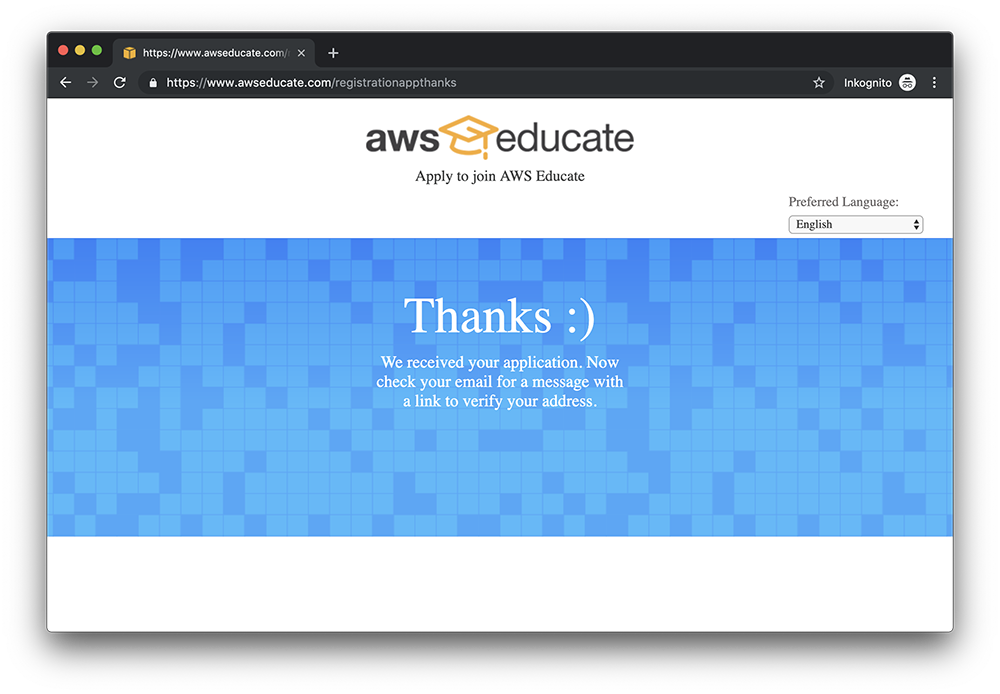 https://www.awseducate.com/
https://www.awseducate.com/registrationappthanks
Inkognito
aws educate
Apply to join AWS Educate
Preferred Language:
English
Thanks :)
We received your application. Now
check your email for a message with
a link to verify your address.